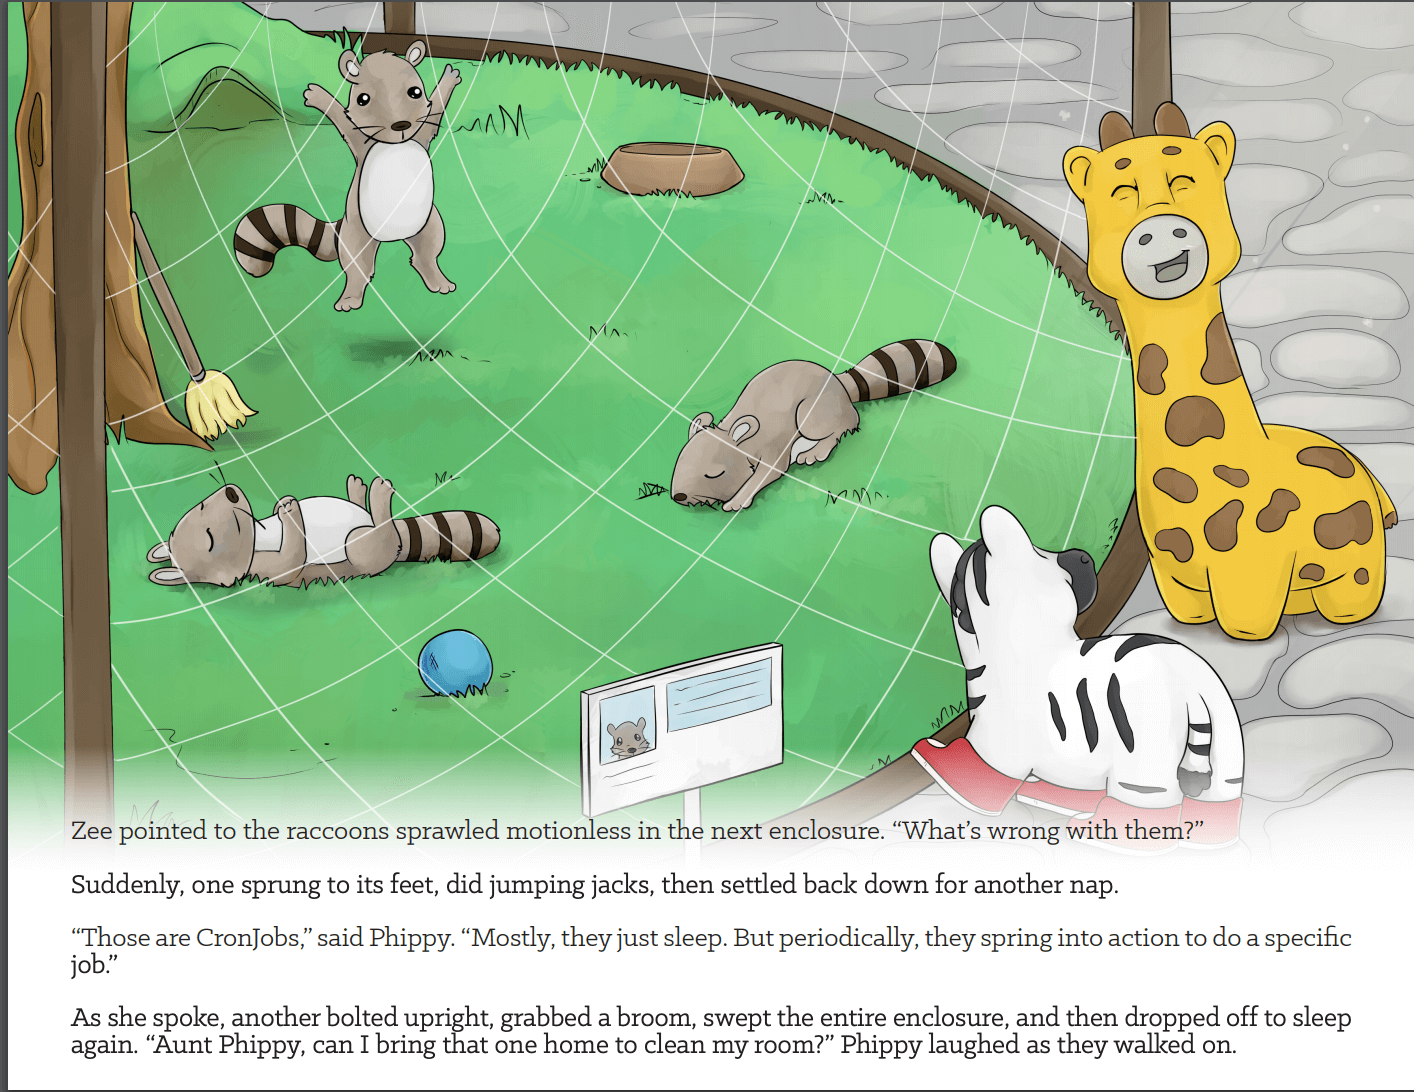 Zee pointed to the raccoons sprawled motionless in the next enclosure. “What’s wrong with them?”
Suddenly, one sprung to its feet, did jumping jacks, then settled back down for another nap.
“Those are CronJobs,” said Phippy. “Mostly, they just sleep. But periodically, they spring into action to do a specific
job.”
As she spoke, another bolted upright, grabbed a broom, swept the entire enclosure, and then dropped off to sleep
again. “Aunt Phippy, can I bring that one home to clean my room?” Phippy laughed as they walked on.